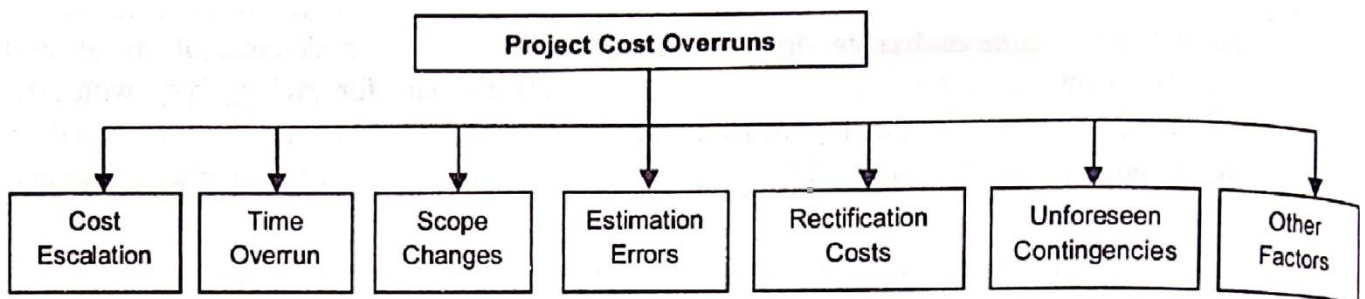 Project Cost Overruns
Cost
Escalation
Time
Overrun
Scope
Changes
Estimation
Errors
Rectification
Costs
Unforeseen
Contingencies
Other
Factors